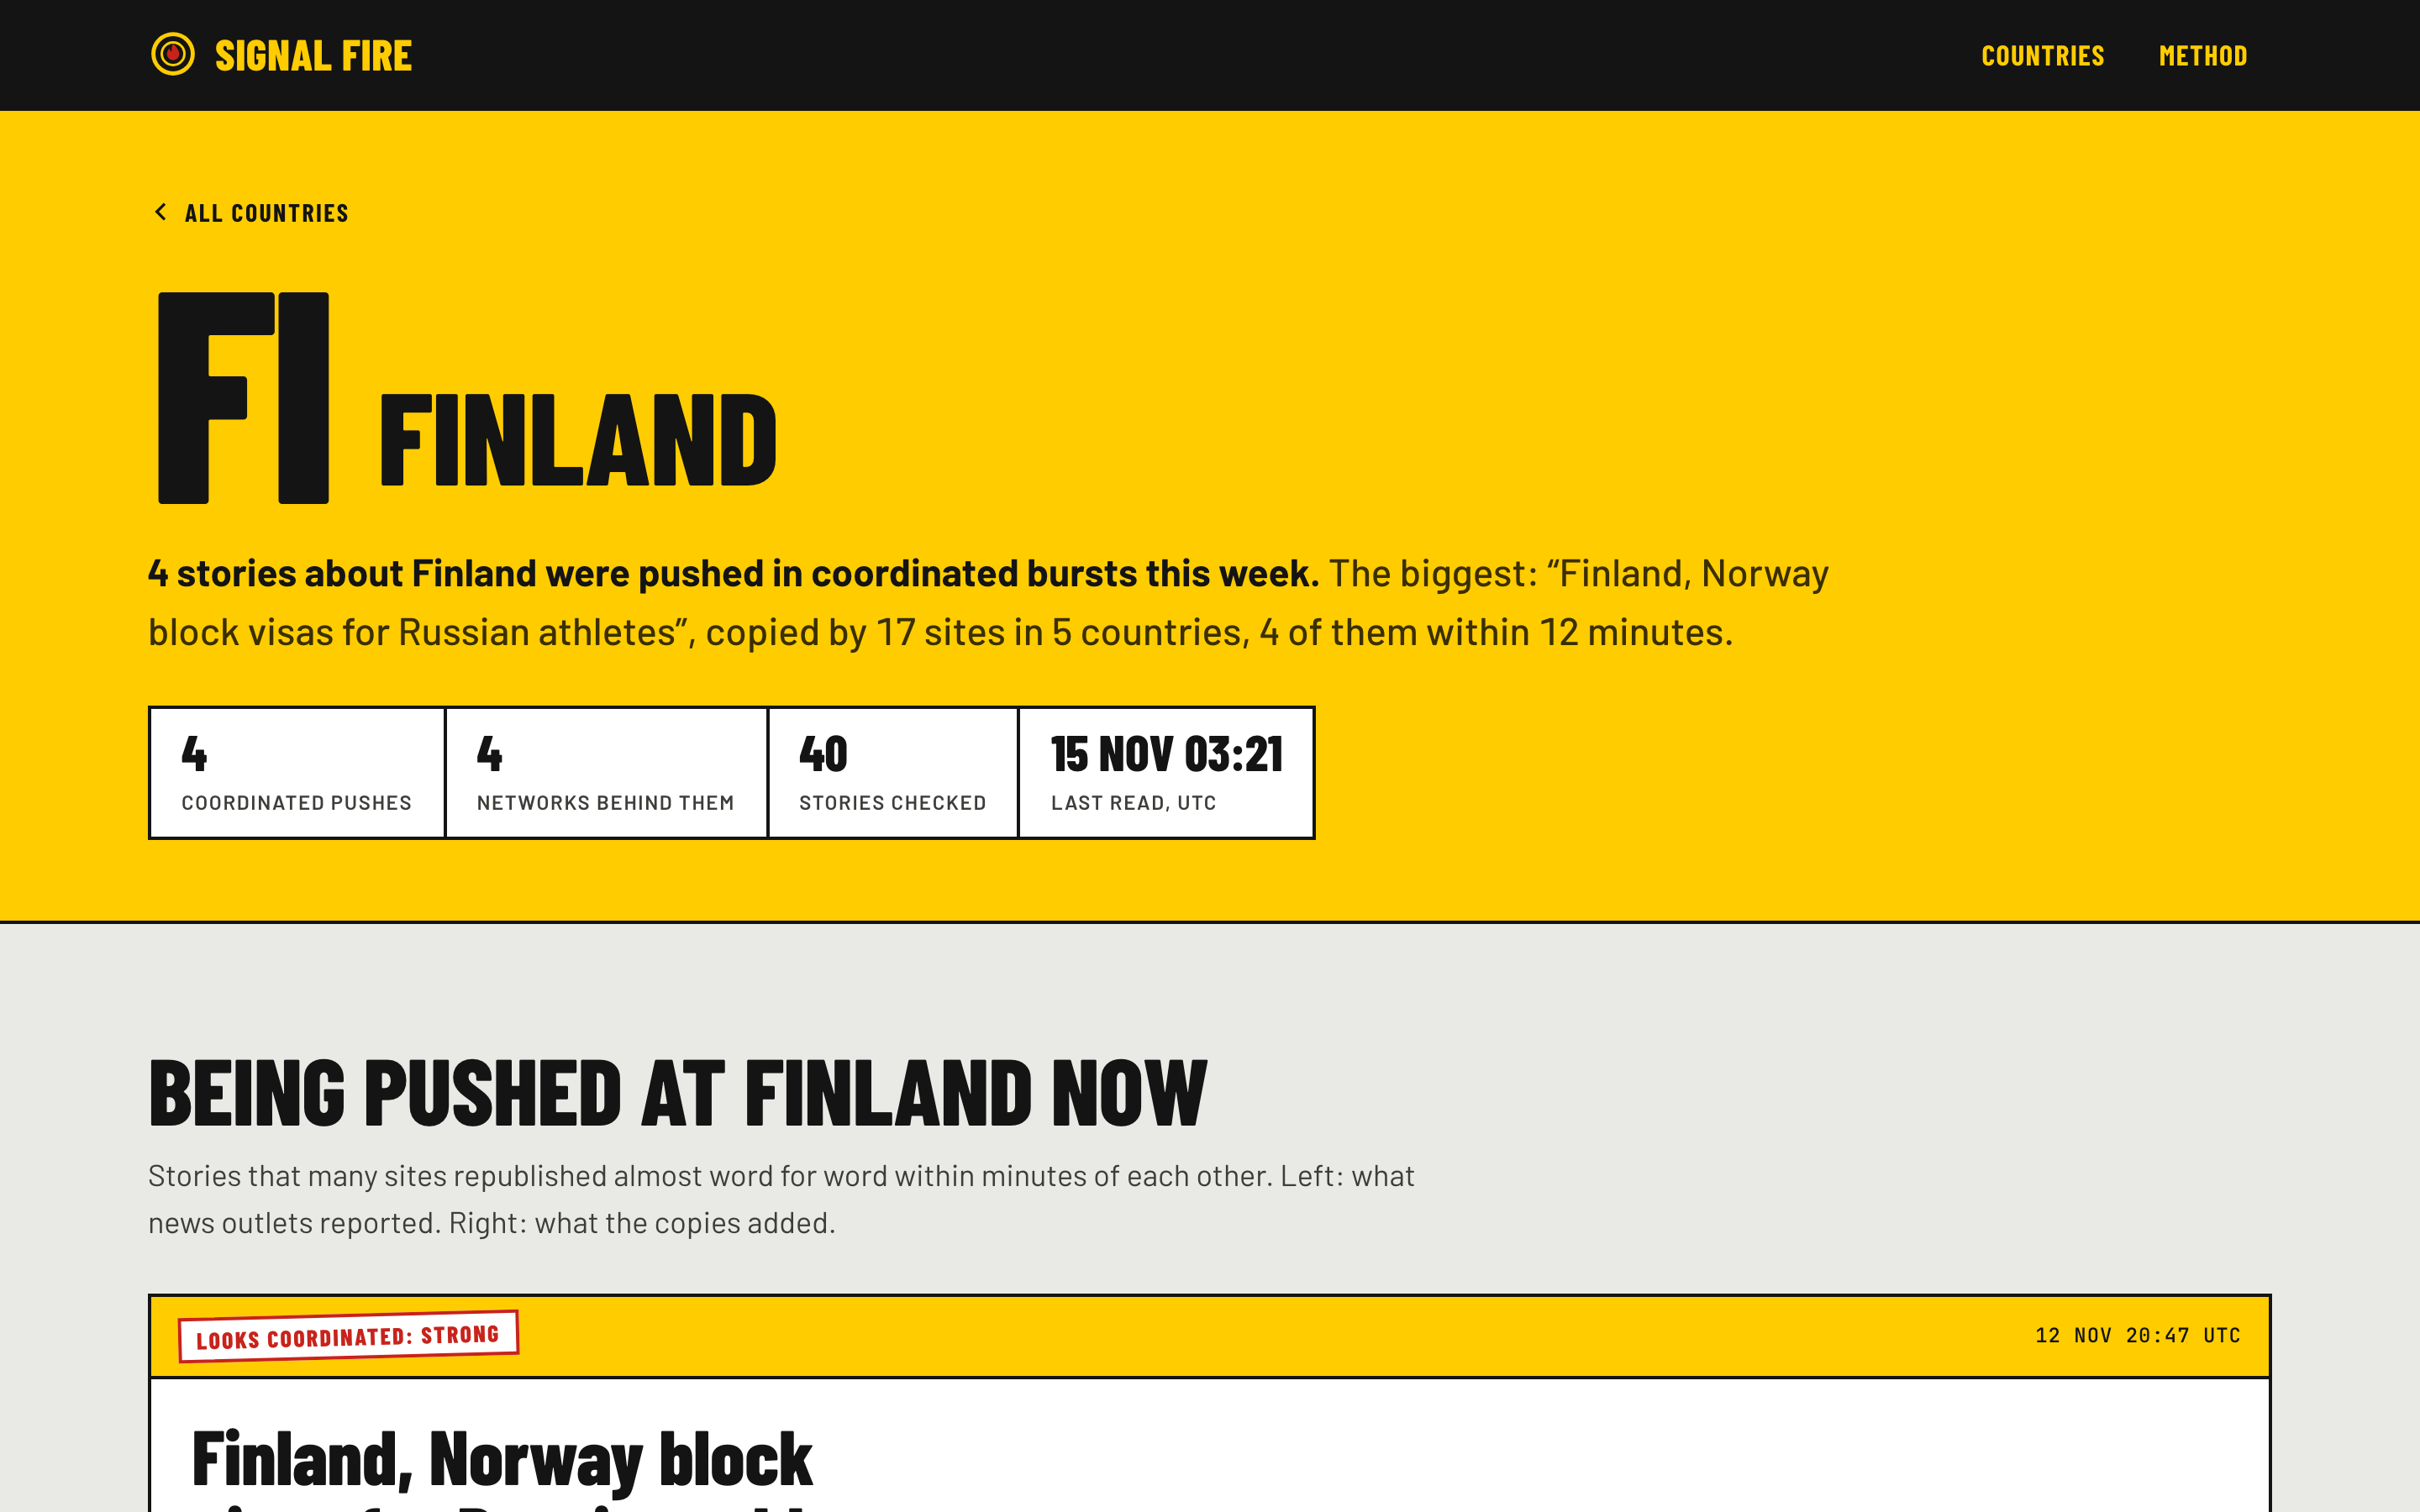 SIGNAL FIRE
COUNTRIES
METHOD
ALL COUNTRIES
FI
FINLAND
4 stories about Finland were pushed in coordinated bursts this week. The biggest: “Finland, Norway
block visas for Russian athletes”, copied by 17 sites in 5 countries, 4 of them within 12 minutes.
4
COORDINATED PUSHES
4
NETWORKS BEHIND THEM
40
STORIES CHECKED
15 NOV 03:21
LAST READ, UTC
BEING PUSHED AT FINLAND NOW
Stories that many sites republished almost word for word within minutes of each other. Left: what
news outlets reported. Right: what the copies added.
LOOKS COORDINATED: STRONG
12 NOV 20:47 UTC
Finland, Norway block